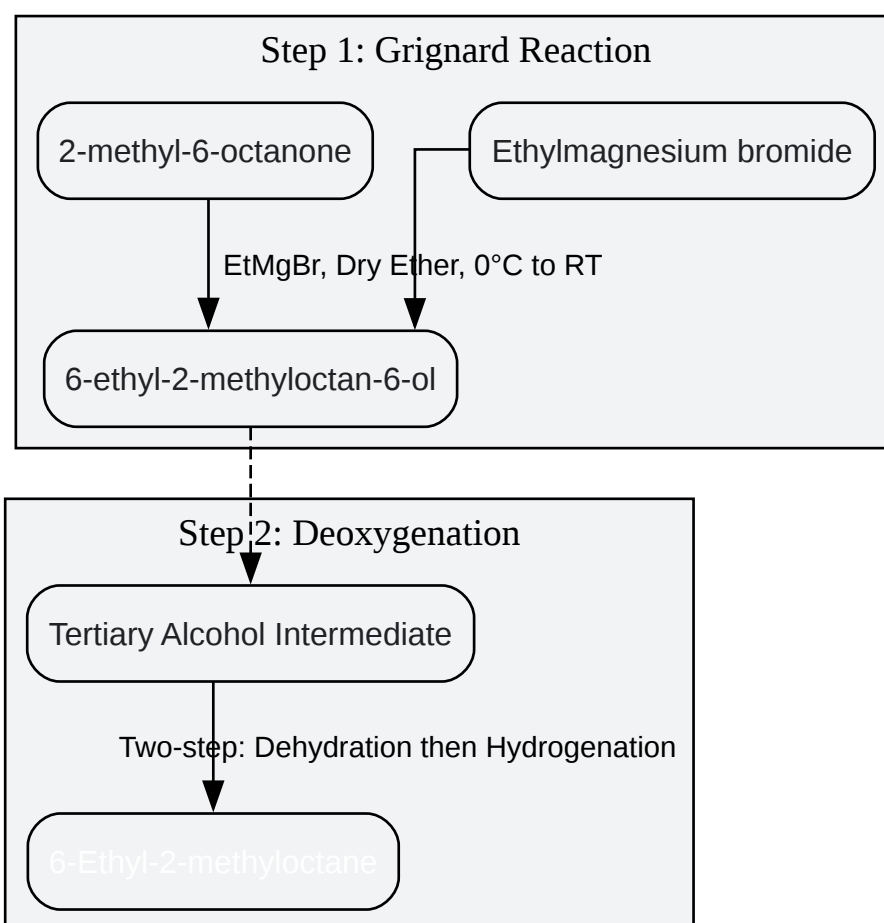 Step 1: Grignard Reaction
2-methyl-6-octanone
Ethylmagnesium bromide
EtMgBr, Dry Ether, 0°C to RT
6-ethyl-2-methyloctan-6-ol
Step 2: Deoxygenation
Tertiary Alcohol Intermediate
Two-step: Dehydration then Hydrogenation
6-Ethyl-2-methyloctane